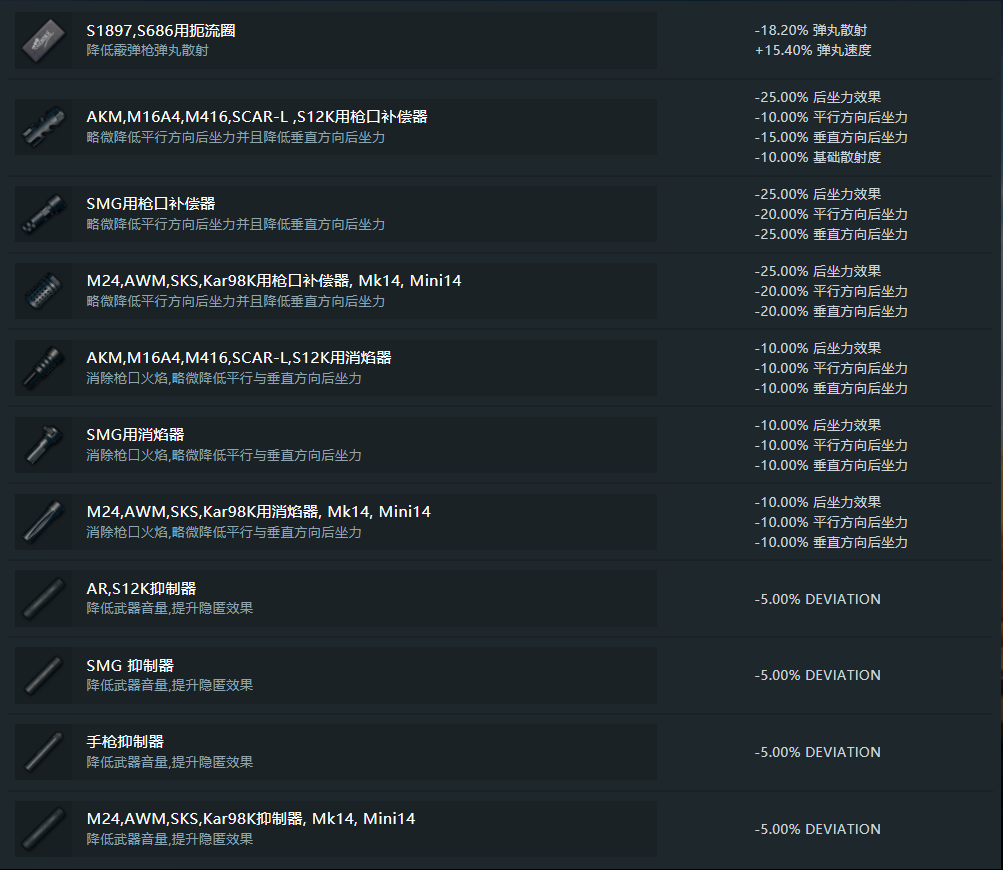 S1897,S686用扼流圈
降低霰弹枪弹丸散射
-18.20% 弹丸散射
+15.40% 弹丸速度
AKM,M16A4,M416,SCAR-L ,S12K用枪口补偿器
略微降低平行方向后坐力并且降低垂直方向后坐力
-25.00% 后坐力效果
-10.00% 平行方向后坐力
-15.00% 垂直方向后坐力
-10.00% 基础散射度
SMG用枪口补偿器
略微降低平行方向后坐力并且降低垂直方向后坐力
-25.00% 后坐力效果
-20.00% 平行方向后坐力
-25.00% 垂直方向后坐力
M24,AWM,SKS,Kar98K用枪口补偿器, Mk14, Mini14
略微降低平行方向后坐力并且降低垂直方向后坐力
-25.00% 后坐力效果
-20.00% 平行方向后坐力
-20.00% 垂直方向后坐力
AKM,M16A4,M416,SCAR-L,S12K用消焰器
消除枪口火焰,略微降低平行与垂直方向后坐力
-10.00% 后坐力效果
-10.00% 平行方向后坐力
-10.00% 垂直方向后坐力
SMG用消焰器
消除枪口火焰,略微降低平行与垂直方向后坐力
-10.00% 后坐力效果
-10.00% 平行方向后坐力
-10.00% 垂直方向后坐力
M24,AWM,SKS,Kar98K用消焰器, Mk14, Mini14
消除枪口火焰,略微降低平行与垂直方向后坐力
-10.00% 后坐力效果
-10.00% 平行方向后坐力
-10.00% 垂直方向后坐力
AR,S12K抑制器
降低武器音量,提升隐匿效果
-5.00% DEVIATION
SMG 抑制器
降低武器音量,提升隐匿效果
-5.00% DEVIATION
手枪抑制器
降低武器音量,提升隐匿效果
-5.00% DEVIATION
M24,AWM,SKS,Kar98K抑制器, Mk14, Mini14
降低武器音量,提升隐匿效果
-5.00% DEVIATION